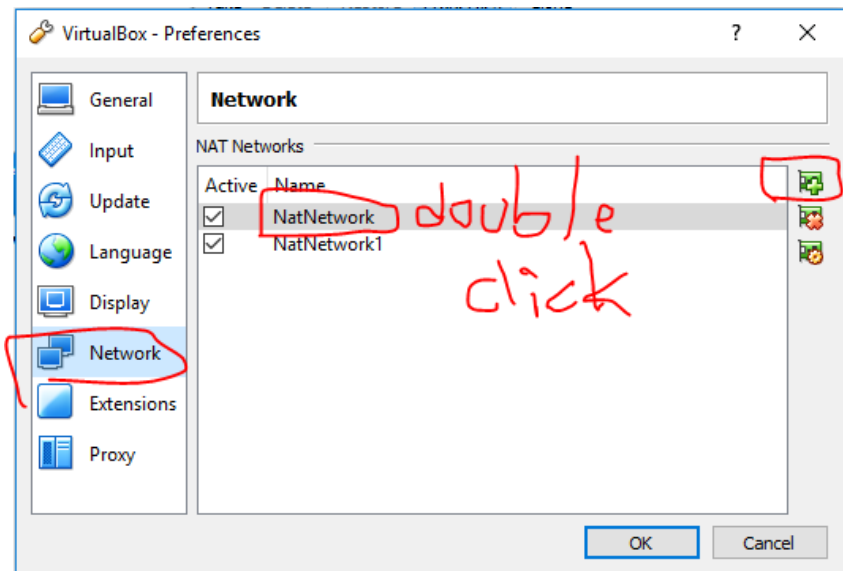 VirtualBox - Preferences ? ×
General
Input
Update
Language
Display
Network
Extensions
Proxy
Network
NAT Networks
Active Name
NatNetwork double
NatNetwork1
click
OK Cancel